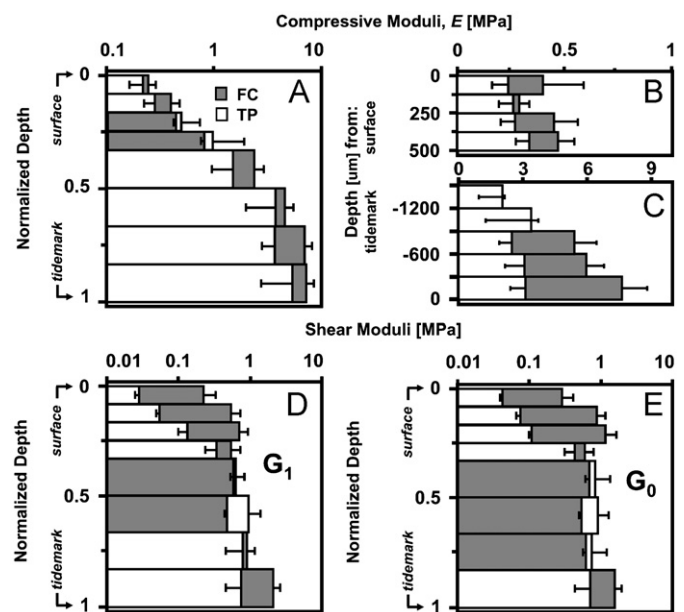 Compressive Moduli, E [MPa]
0.1 1 10 0 0.5 1
0
surface
FC
TP
A
Normalized Depth
0.5
tidemark
1
0
250
500
B
Depth [um] from:
surface
tidemark
0 3 6 9
-1200
-600
0
C
Shear Moduli [MPa]
0.01 0.1 1 10 0.01 0.1 1 10
0
surface
D
G1
Normalized Depth
0.5
tidemark
1
0
surface
E
G0
Normalized Depth
0.5
tidemark
1